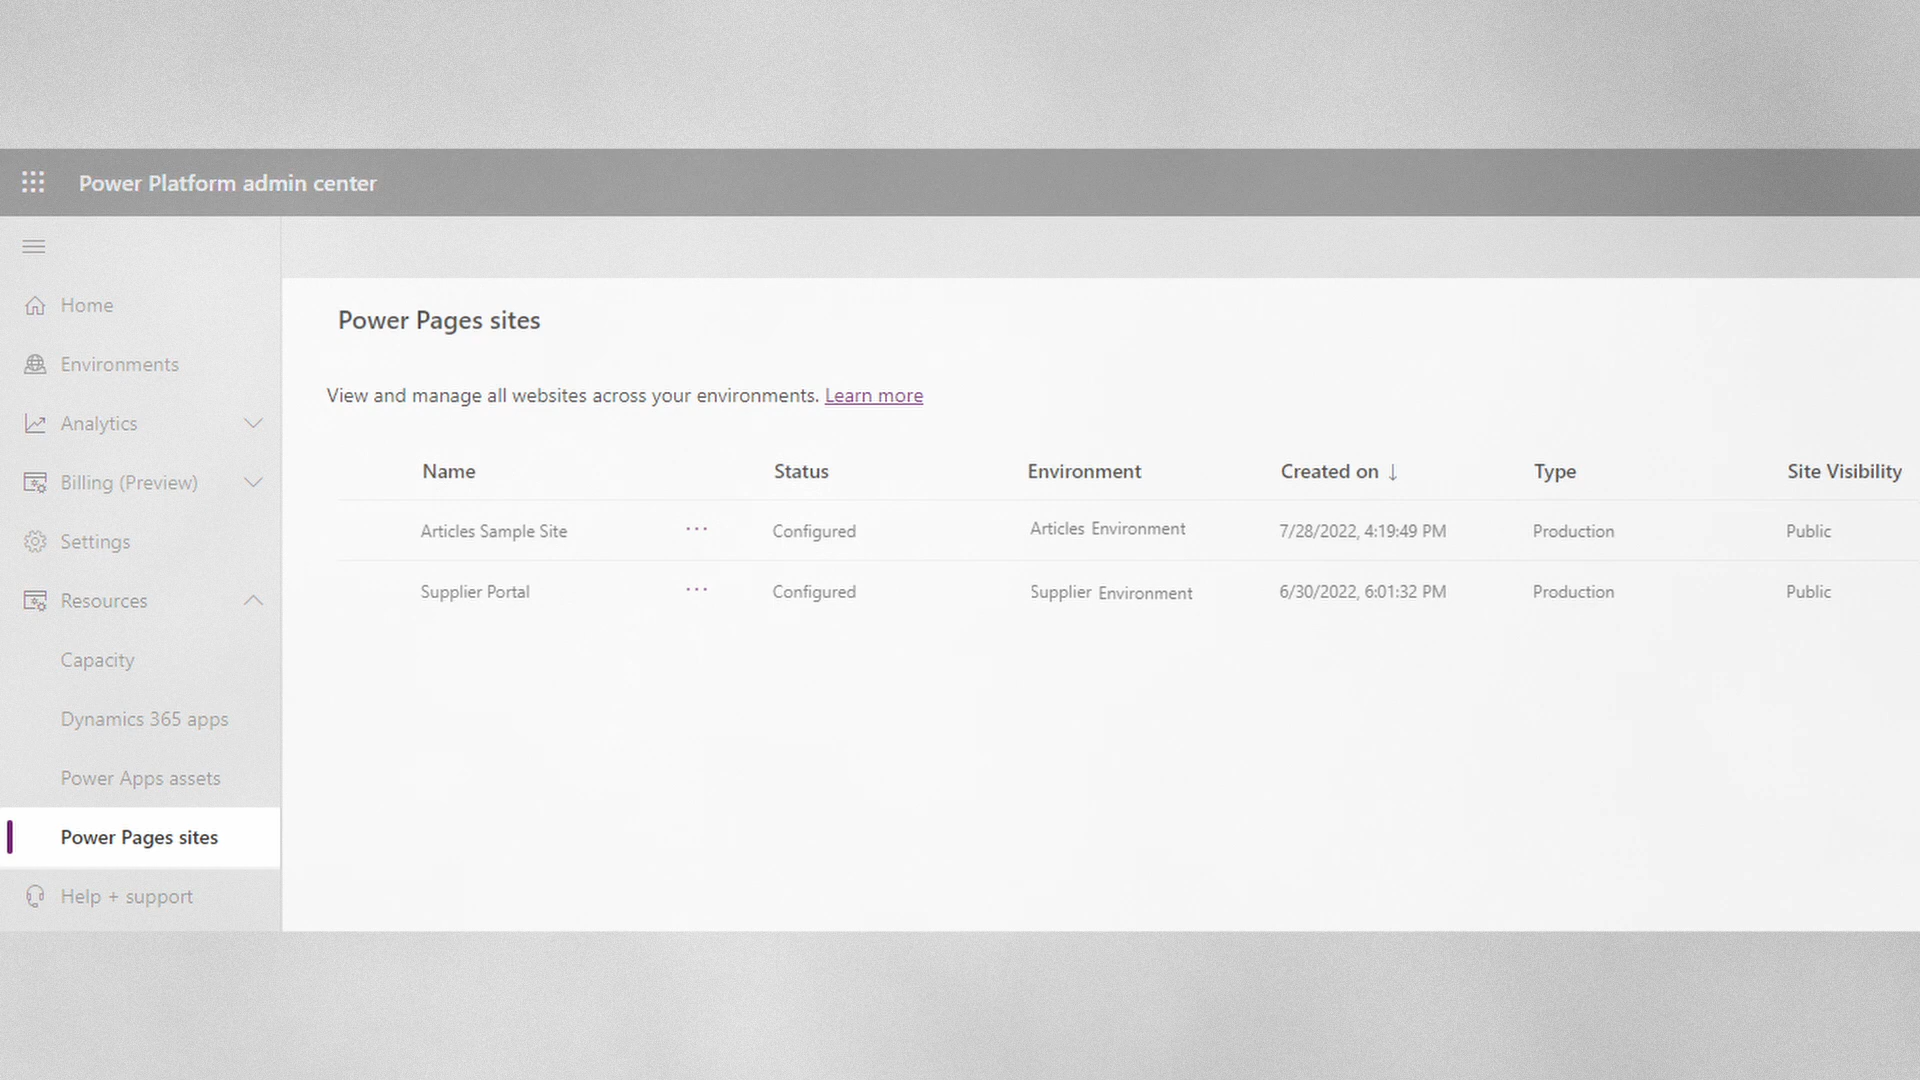 Power Platform admin center
Home
Environments
Analytics
Billing (Preview)
Settings
Resources
Capacity
Dynamics 365 apps
Power Apps assets
Power Pages sites
Help + support
Power Pages sites
View and manage all websites across your environments. Learn more
Name Status Environment Created on ↓ Type Site Visibility
Articles Sample Site ... Configured Articles Environment 7/28/2022, 4:19:49 PM Production Public
Supplier Portal ... Configured Supplier Environment 6/30/2022, 6:01:32 PM Production Public